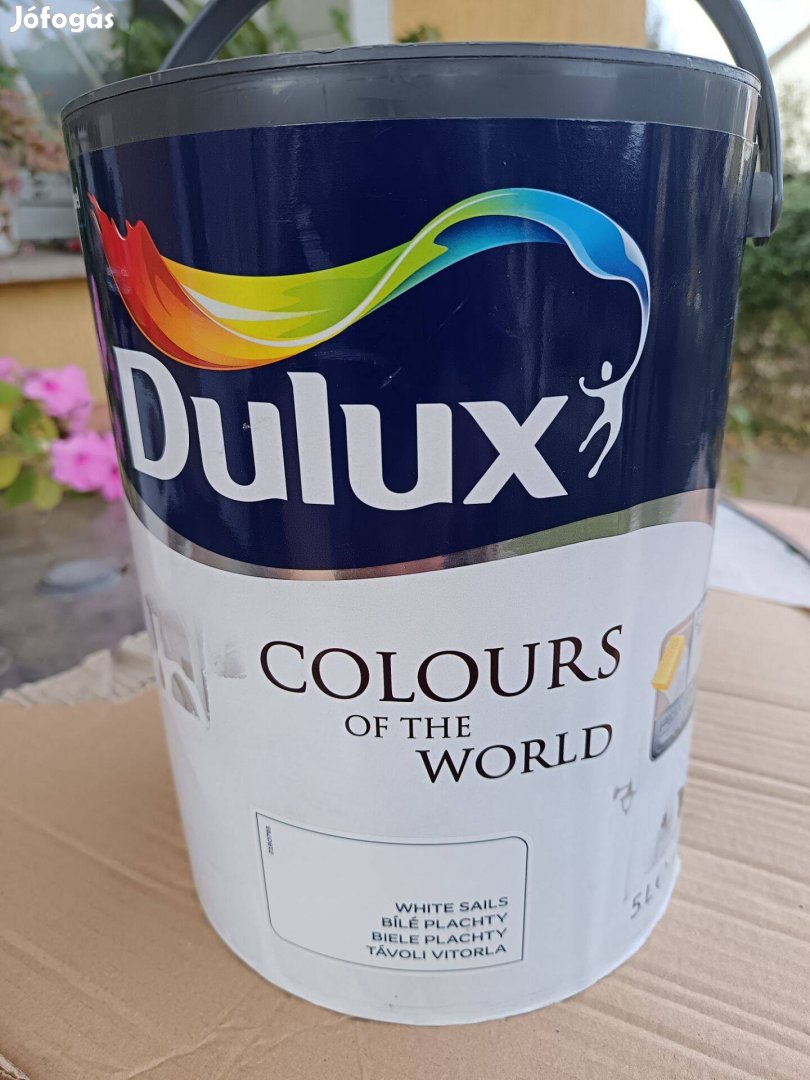 Jófogás
Dulux
COLOURS
OF THE
WORLD
WHITE SAILS
BÍLÉ PLACHTY
BIELE PLACHTY
TÁVOLI VITORLA
5L